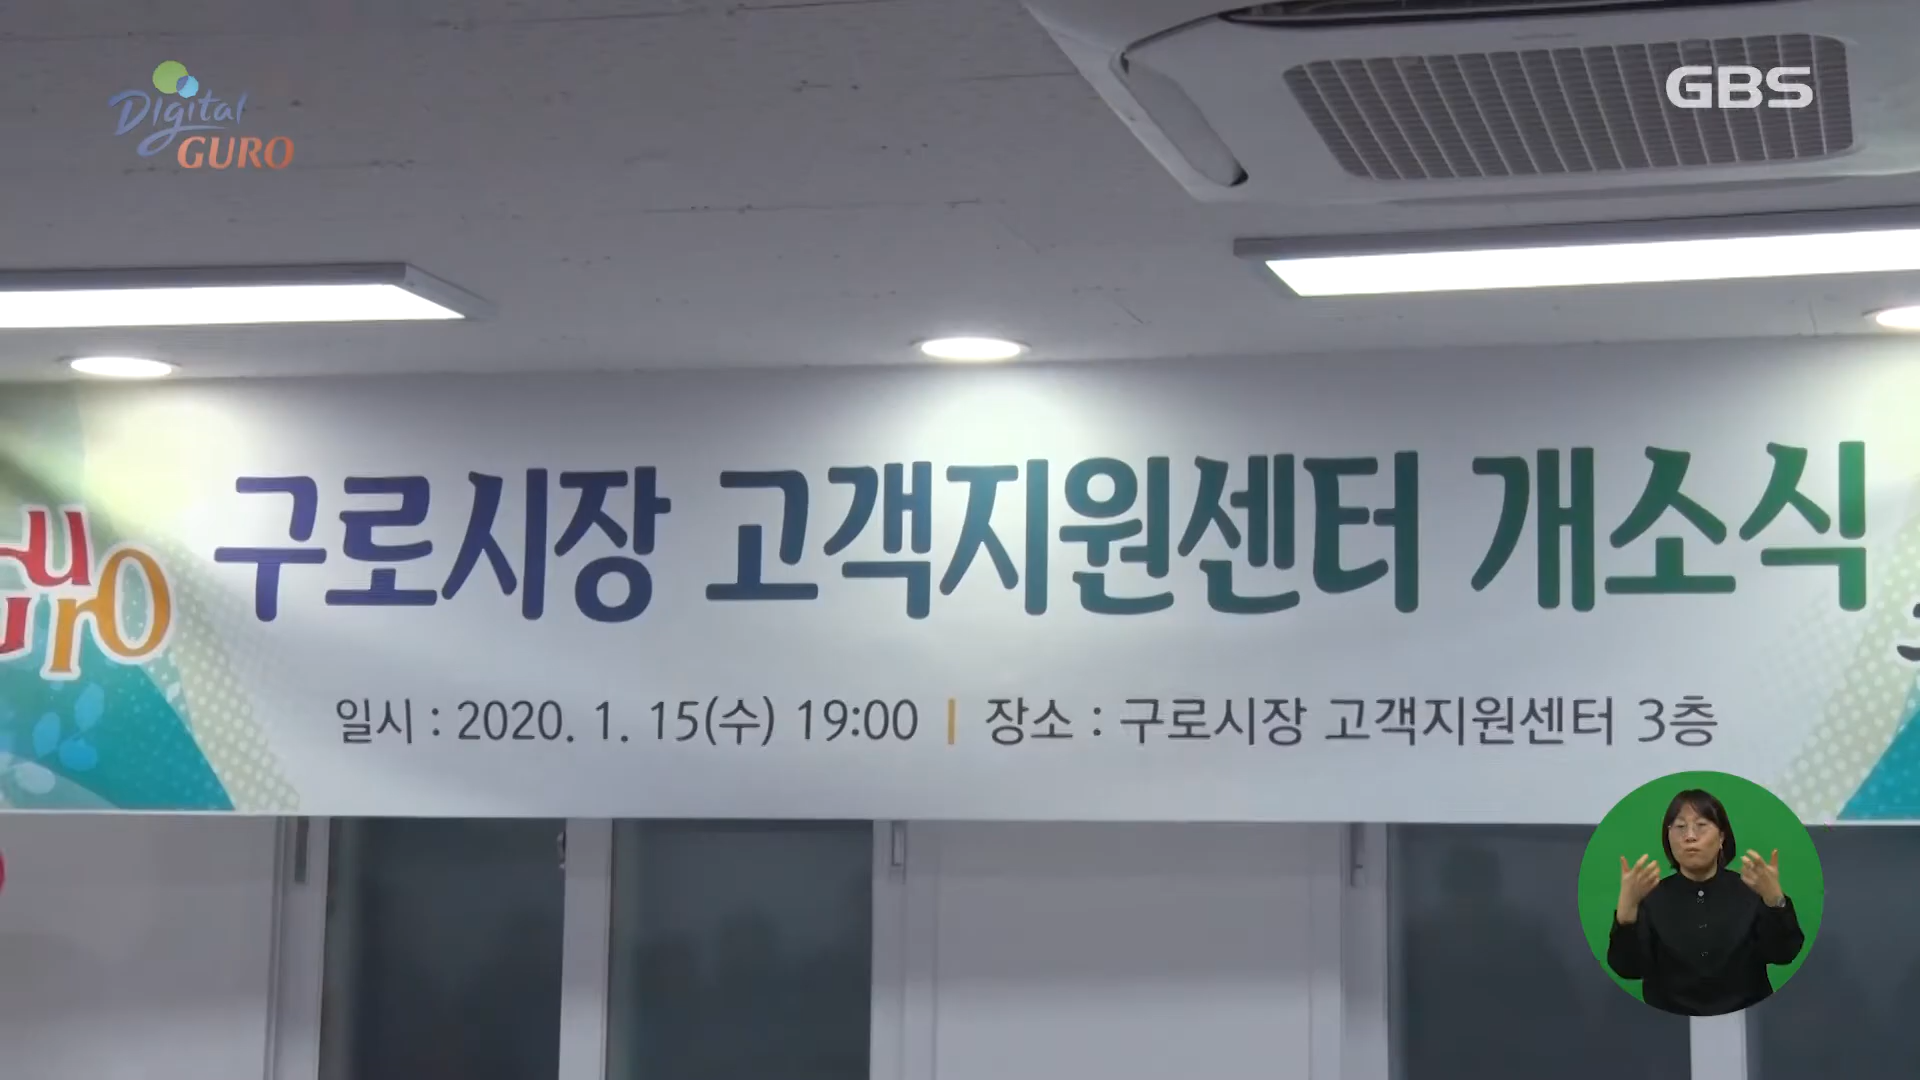 Digital
GURO
GBS
구로시장 고객지원센터 개소식
uro
일시 : 2020. 1. 15(수) 19:00 | 장소 : 구로시장 고객지원센터 3층